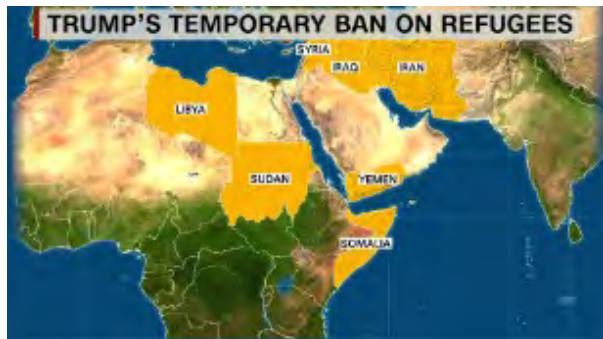 TRUMP'S TEMPORARY BAN ON REFUGEES
SYRIA
IRAQ
IRAN
LIBYA
SUDAN
YEMEN
SOMALIA